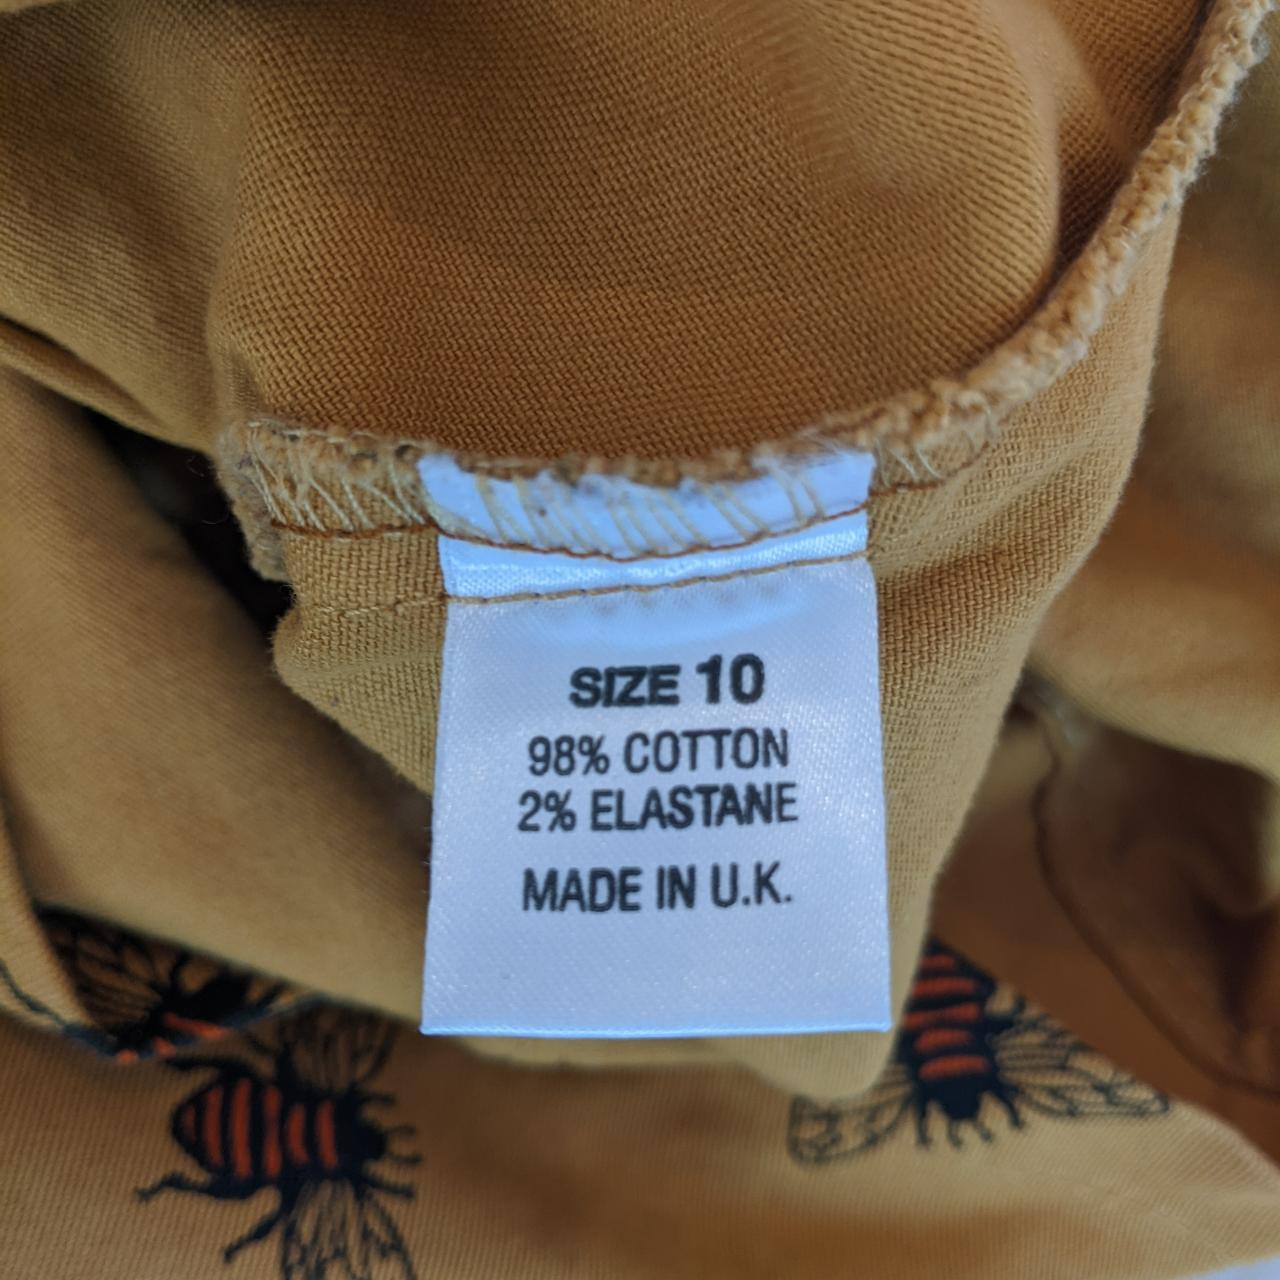 SIZE 10
98% COTTON
2% ELASTANE
MADE IN U.K.